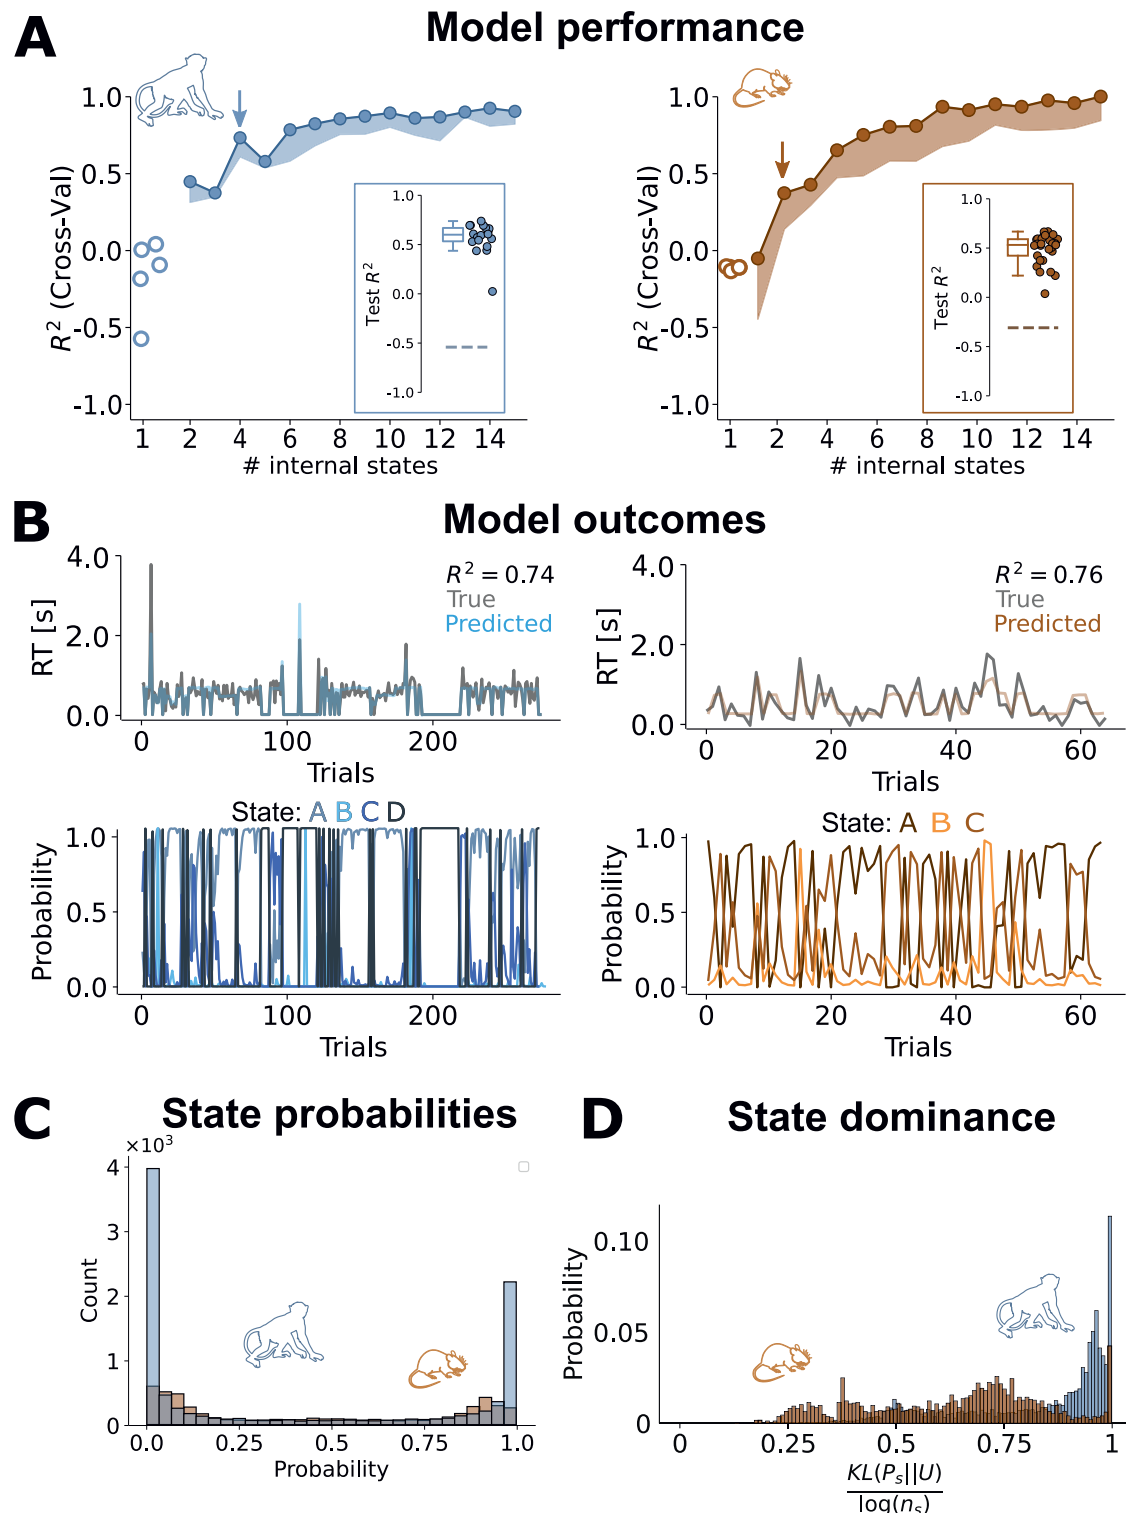 A
Model performance
1.0
0.5
0.0
-0.5
-1.0
R² (Cross-Val)
1 2 4 6 8 10 12 14
# internal states
1.0
0.5
0.0
-0.5
-1.0
Test R²
1.0
0.5
0.0
-0.5
-1.0
R² (Cross-Val)
1 2 4 6 8 10 12 14
# internal states
1.0
0.5
0.0
-0.5
-1.0
Test R²
B
Model outcomes
4.0
2.0
0.0
RT [s]
R² = 0.74
True
Predicted
0 100 200
Trials
4.0
2.0
0.0
RT [s]
R² = 0.76
True
Predicted
0 20 40 60
Trials
State: A B C D
1.0
0.5
0.0
Probability
0 100 200
Trials
State: A B C
1.0
0.5
0.0
Probability
0 20 40 60
Trials
C
State probabilities
×10³
4
3
2
1
0
Count
0.0 0.25 0.5 0.75 1.0
Probability
D
State dominance
0.10
0.05
0
Probability
0 0.25 0.5 0.75 1
KL(Pₛ||U)
log(nₛ)